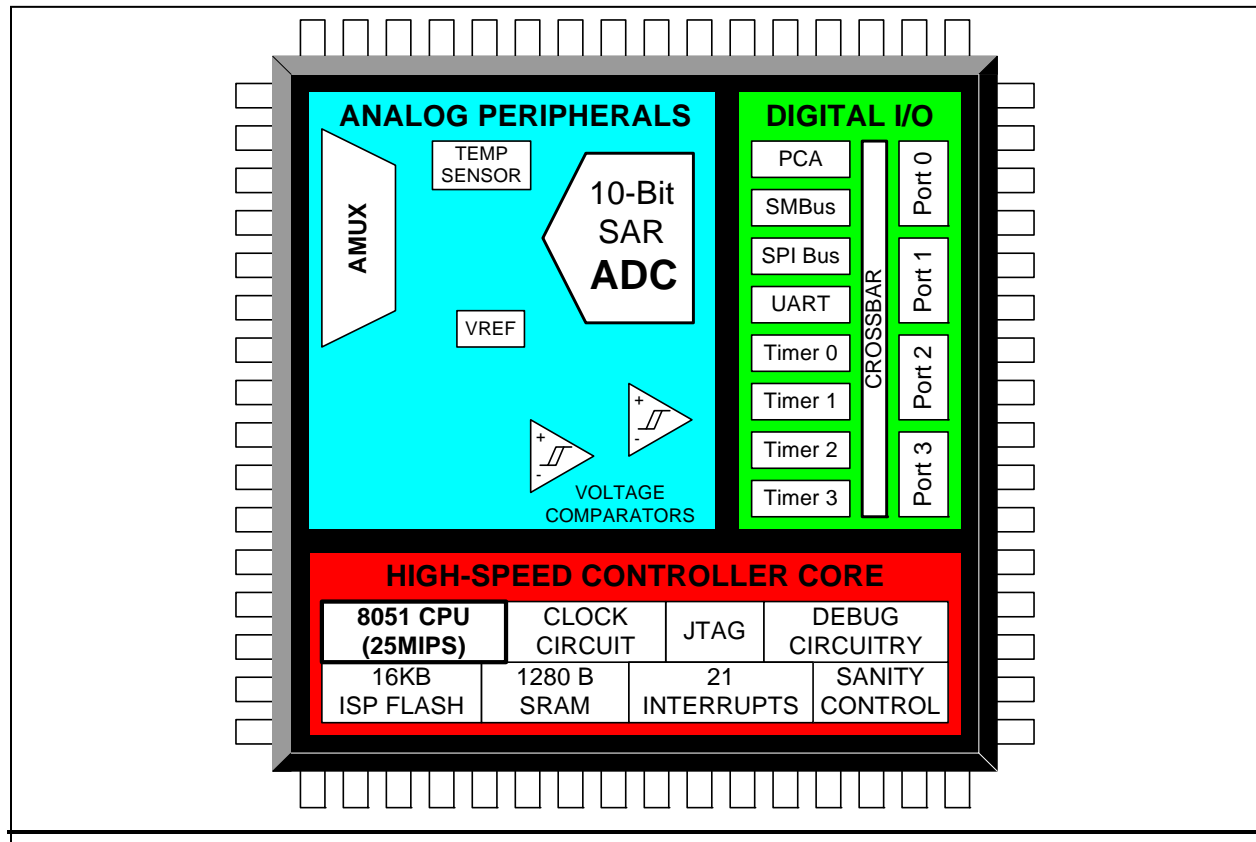 ANALOG PERIPHERALS
AMUX
TEMP
SENSOR
10-Bit
SAR
ADC
VREF
+
-
+
-
VOLTAGE
COMPARATORS
DIGITAL I/O
PCA
SMBus
SPI Bus
UART
Timer 0
Timer 1
Timer 2
Timer 3
CROSSBAR
Port 0
Port 1
Port 2
Port 3
HIGH-SPEED CONTROLLER CORE
8051 CPU
(25MIPS)
CLOCK
CIRCUIT
JTAG
DEBUG
CIRCUITRY
16KB
ISP FLASH
1280 B
SRAM
21
INTERRUPTS
SANITY
CONTROL